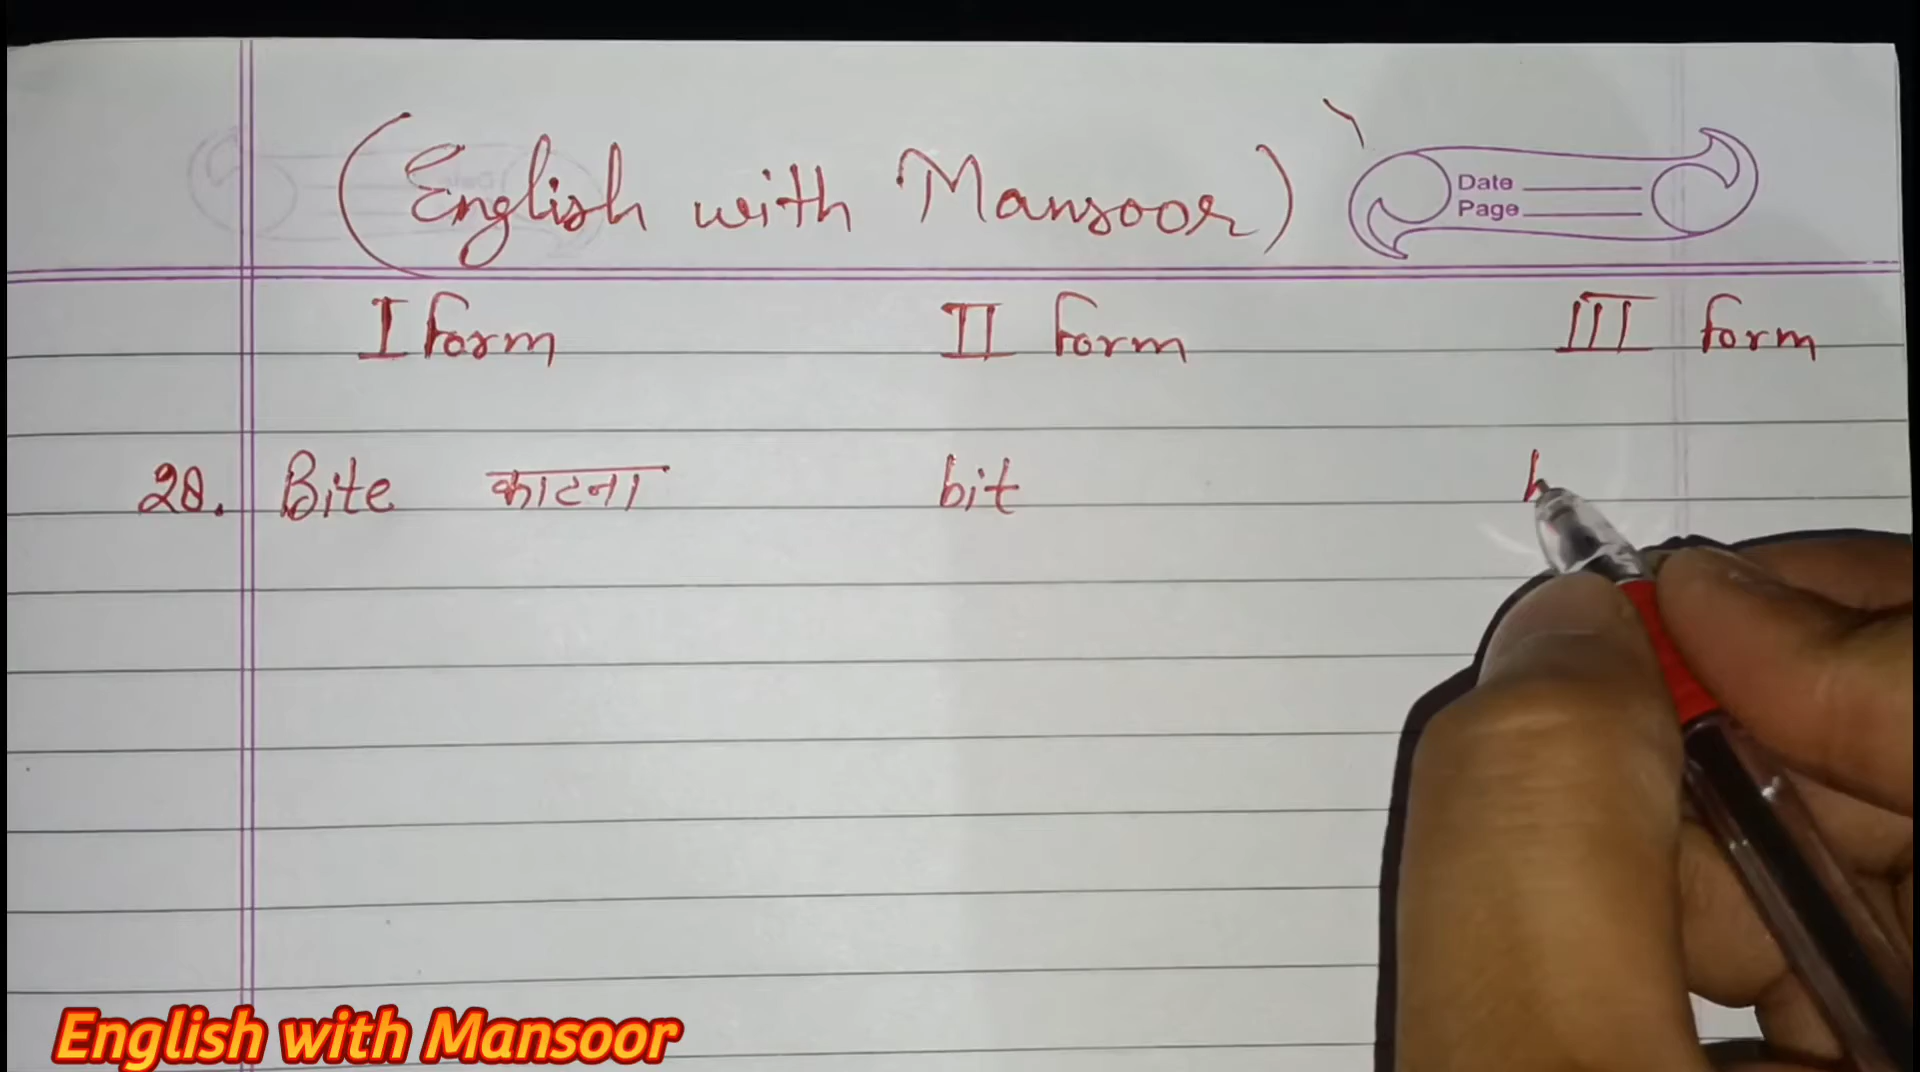 (English with Mansoor)
Date
Page
I Form II Form III Form
28. Bite काटना bit
English with Mansoor